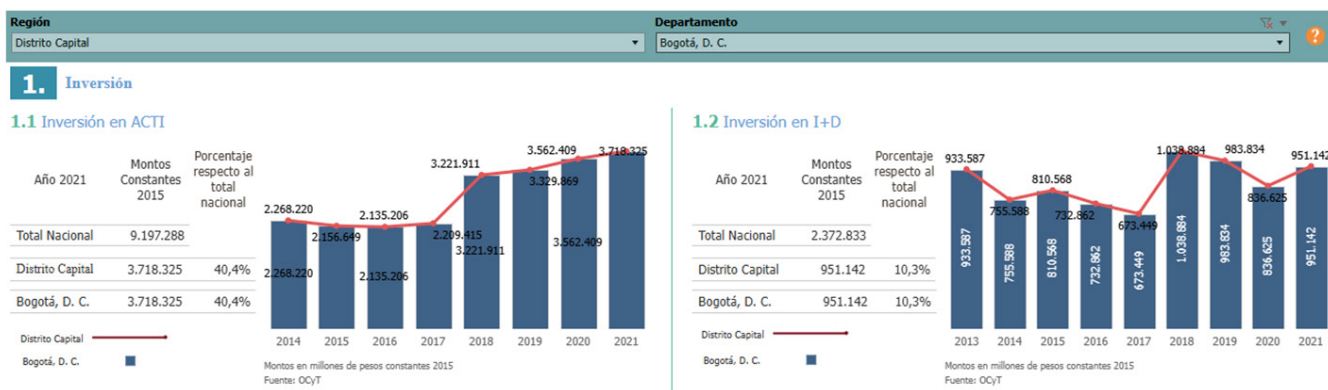 Región
Departamento
Distrito Capital
Bogotá, D. C.
?
1. Inversión
1.1 Inversión en ACTI
Año 2021
Montos
Constantes
2015
Porcentaje
respecto al
total
nacional
Total Nacional 9.197.288
Distrito Capital 3.718.325 40,4%
Bogotá, D. C. 3.718.325 40,4%
Distrito Capital
Bogotá, D. C.
2.268.220
2.156.649
2.135.206
2.209.415
3.221.911
3.329.869
3.562.409
3.718.325
2.268.220
2.135.206
3.221.911
3.562.409
2014 2015 2016 2017 2018 2019 2020 2021
Montos en millones de pesos constantes 2015
Fuente: OCyT
1.2 Inversión en I+D
Año 2021
Montos
Constantes
2015
Porcentaje
respecto al
total
nacional
Total Nacional 2.372.833
Distrito Capital 951.142 10,3%
Bogotá, D. C. 951.142 10,3%
Distrito Capital
Bogotá, D. C.
933.587
755.588
810.568
732.862
673.449
1.038.884
983.834
836.625
951.142
933.587
755.588
810.568
732.862
673.449
1.038.884
983.834
836.625
951.142
2013 2014 2015 2016 2017 2018 2019 2020 2021
Montos en millones de pesos constantes 2015
Fuente: OCyT